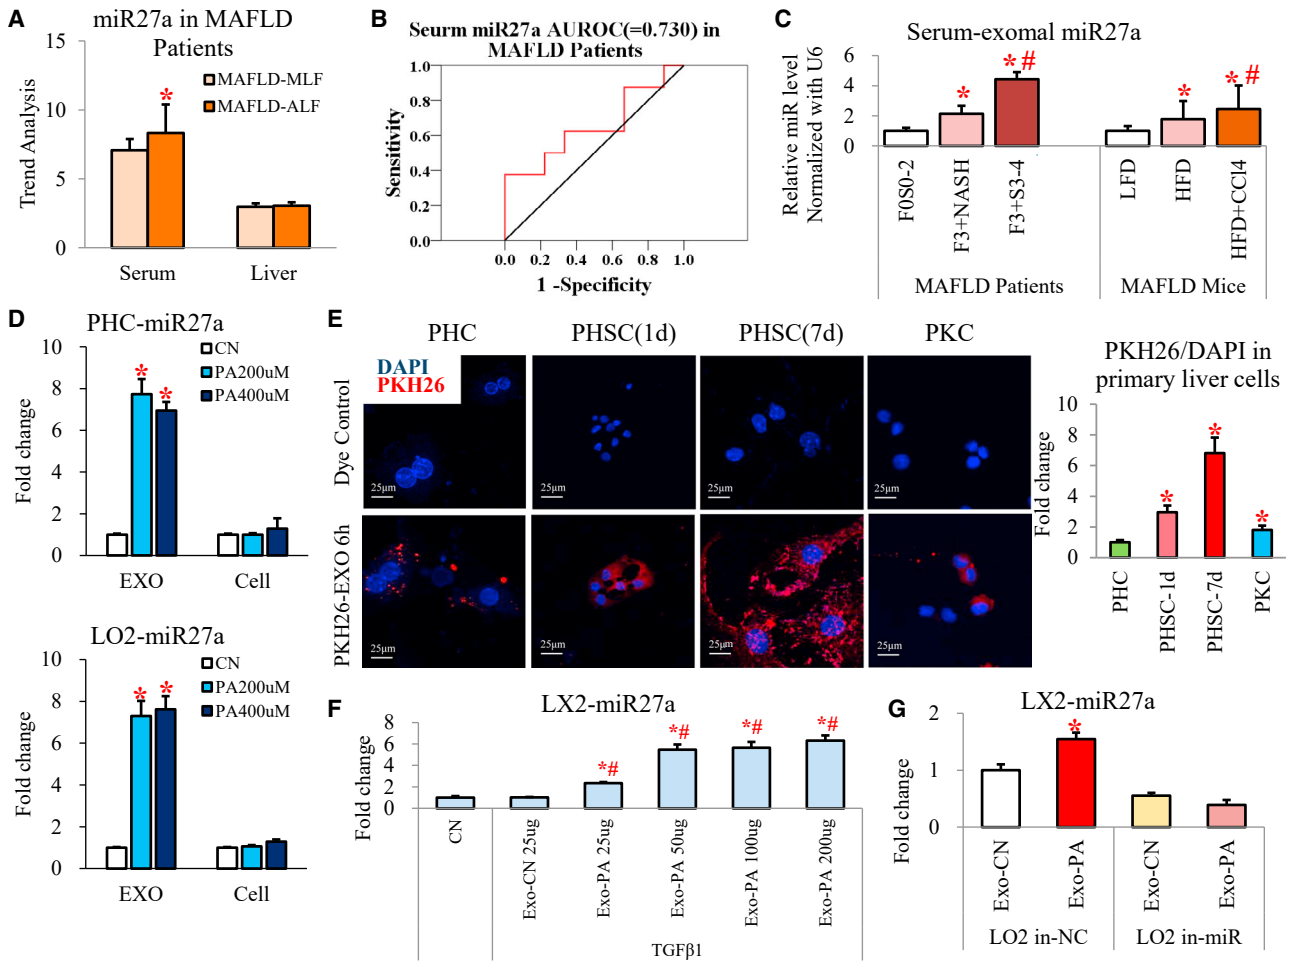 A
miR27a in MAFLD
Patients
15
10
5
0
Trend Analysis
MAFLD-MLF
MAFLD-ALF
*
Serum
Liver
B
Seurm miR27a AUROC(=0.730) in
MAFLD Patients
1.0
0.8
0.6
0.4
0.2
0.0
Sensitivity
0.0 0.2 0.4 0.6 0.8 1.0
1 -Specificity
C
Serum-exomal miR27a
Relative miR level
Normalized with U6
6
4
2
0
*
*#
*
*#
F0S0-2
F3+NASH
F3+S3-4
LFD
HFD
HFD+CCl4
MAFLD Patients
MAFLD Mice
D
PHC-miR27a
10
8
6
4
2
0
Fold change
CN
PA200uM
PA400uM
*
*
EXO
Cell
LO2-miR27a
10
8
6
4
2
0
Fold change
CN
PA200uM
PA400uM
*
*
EXO
Cell
E
PHC
PHSC(1d)
PHSC(7d)
PKC
Dye Control
DAPI
PKH26
25μm
25μm
25μm
25μm
PKH26-EXO 6h
25μm
25μm
25μm
25μm
PKH26/DAPI in
primary liver cells
10
8
6
4
2
0
Fold change
*
*
*
PHC
PHSC-1d
PHSC-7d
PKC
F
LX2-miR27a
8
6
4
2
0
Fold change
*#
*#
*#
*#
CN
Exo-CN 25ug
Exo-PA 25ug
Exo-PA 50ug
Exo-PA 100ug
Exo-PA 200ug
TGFβ1
G
LX2-miR27a
2
1
0
Fold change
*
Exo-CN
Exo-PA
Exo-CN
Exo-PA
LO2 in-NC
LO2 in-miR